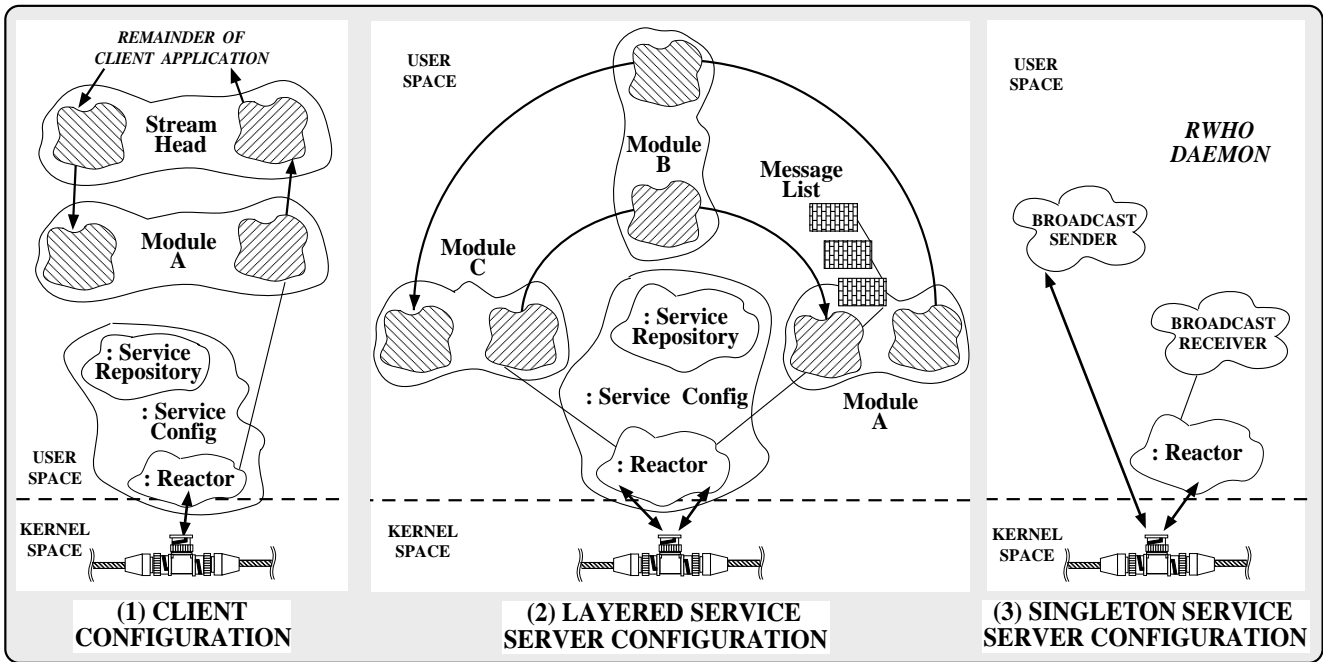 REMAINDER OF
CLIENT APPLICATION
Stream
Head
Module
A
: Service
Repository
: Service
Config
: Reactor
USER
SPACE
KERNEL
SPACE
(1) CLIENT
CONFIGURATION
USER
SPACE
Module
B
Message
List
Module
C
: Service
Repository
: Service Config
Module
A
: Reactor
KERNEL
SPACE
(2) LAYERED SERVICE
SERVER CONFIGURATION
USER
SPACE
RWHO
DAEMON
BROADCAST
SENDER
BROADCAST
RECEIVER
: Reactor
KERNEL
SPACE
(3) SINGLETON SERVICE
SERVER CONFIGURATION